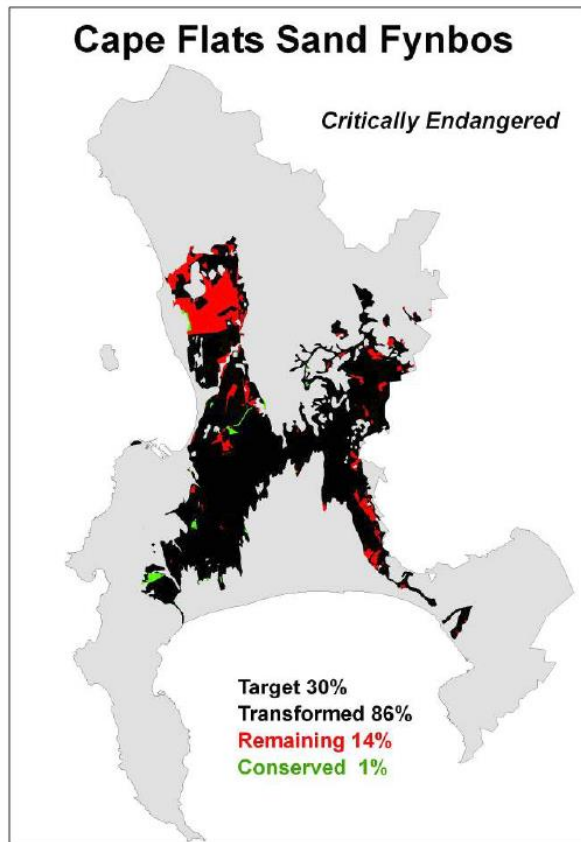 Cape Flats Sand Fynbos
Critically Endangered
Target 30%
Transformed 86%
Remaining 14%
Conserved 1%